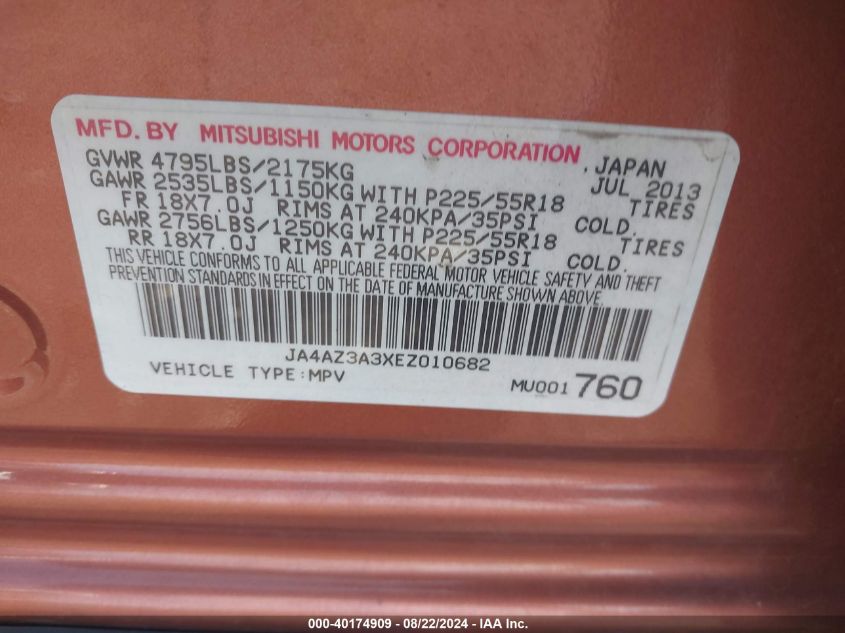 MFD. BY MITSUBISHI MOTORS CORPORATION, JAPAN
GVWR 4795LBS/2175KG JUL 2013
GAWR 2535LBS/1150KG WITH P225/55R18 TIRES
FR 18X7.0J RIMS AT 240KPA/35PSI COLD.
GAWR 2756LBS/1250KG WITH P225/55R18 TIRES
RR 18X7.0J RIMS AT 240KPA/35PSI COLD.
THIS VEHICLE CONFORMS TO ALL APPLICABLE FEDERAL MOTOR VEHICLE SAFETY AND THEFT
PREVENTION STANDARDS IN EFFECT ON THE DATE OF MANUFACTURE SHOWN ABOVE.
JA4AZ3A3XEZ010682
VEHICLE TYPE:MPV MU001 760
000-40174909 - 08/22/2024 - IAA Inc.